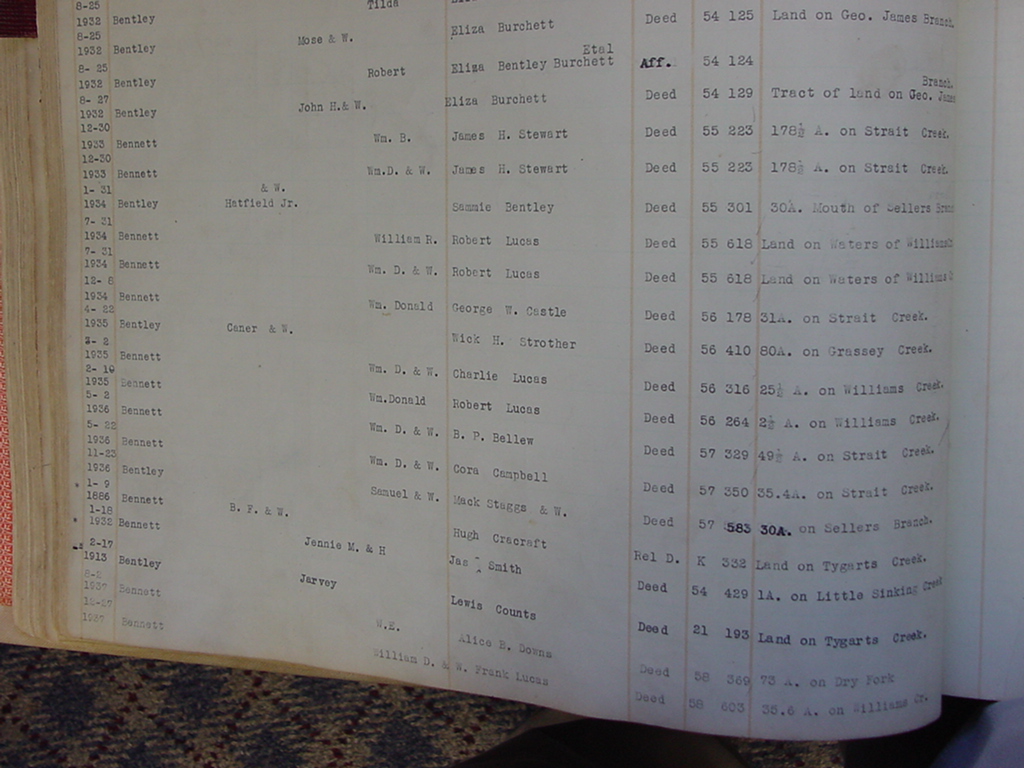 8-25 Tilda
1932 Bentley Eliza Burchett Deed 54 125 Land on Geo. James Branch.
8-25 Mose & W. Etal
1932 Bentley Eliza Bentley Burchett Aff. 54 124
8- 25 Robert Branch.
1932 Bentley Eliza Burchett Deed 54 129 Tract of land on Geo. James
8- 27 John H.& W.
1932 Bentley James H. Stewart Deed 55 223 178½ A. on Strait Creek.
12-30 Wm. B.
1933 Bennett James H. Stewart Deed 55 223 178½ A. on Strait Creek.
12-30 Wm.D. & W.
1933 Bennett Sammie Bentley Deed 55 301 30A. Mouth of Sellers Bran
1- 31 & W.
1934 Bentley Hatfield Jr. Robert Lucas Deed 55 618 Land on Waters of Williams
7- 31 William R.
1934 Bennett Robert Lucas Deed 55 618 Land on Waters of Williams
7- 31 Wm. D. & W.
1934 Bennett George W. Castle Deed 56 178 31A. on Strait Creek.
12- 8 Wm. Donald
1934 Bennett Wick H. Strother Deed 56 410 80A. on Grassey Creek.
4- 22
1935 Bentley Caner & W. Charlie Lucas Deed 56 316 25½ A. on Williams Creek.
2
1935 Bennett Wm. D. & W. Robert Lucas Deed 56 264 2½ A. on Williams Creek.
2- 19
1935 Bennett Wm.Donald B. P. Bellew Deed 57 329 49½ A. on Strait Creek.
5- 2
1936 Bennett Wm. D. & W. Cora Campbell Deed 57 350 35.4A. on Strait Creek.
5- 22
1936 Bennett Wm. D. & W. Mack Staggs & W. Deed 57 583 30A. on Sellers Branch.
11-23
1936 Bentley Samuel & W. Hugh Cracraft Rel D. K 332 Land on Tygarts Creek.
1- 9
1886 Bennett B. F. & W. Jas Smith Deed 54 429 1A. on Little Sinking Creek
1-18
1932 Bennett Jennie M. & H Lewis Counts Deed 21 193 Land on Tygarts Creek.
2-17
1913 Bentley Jarvey Alice B. Downs Deed 58 369 73 A. on Dry Fork
8-2
1937 Bennett W.E. Frank Lucas Deed 58 603 35.6 A. on Williams Cr.
12-27
1937 Bennett William D. & W.